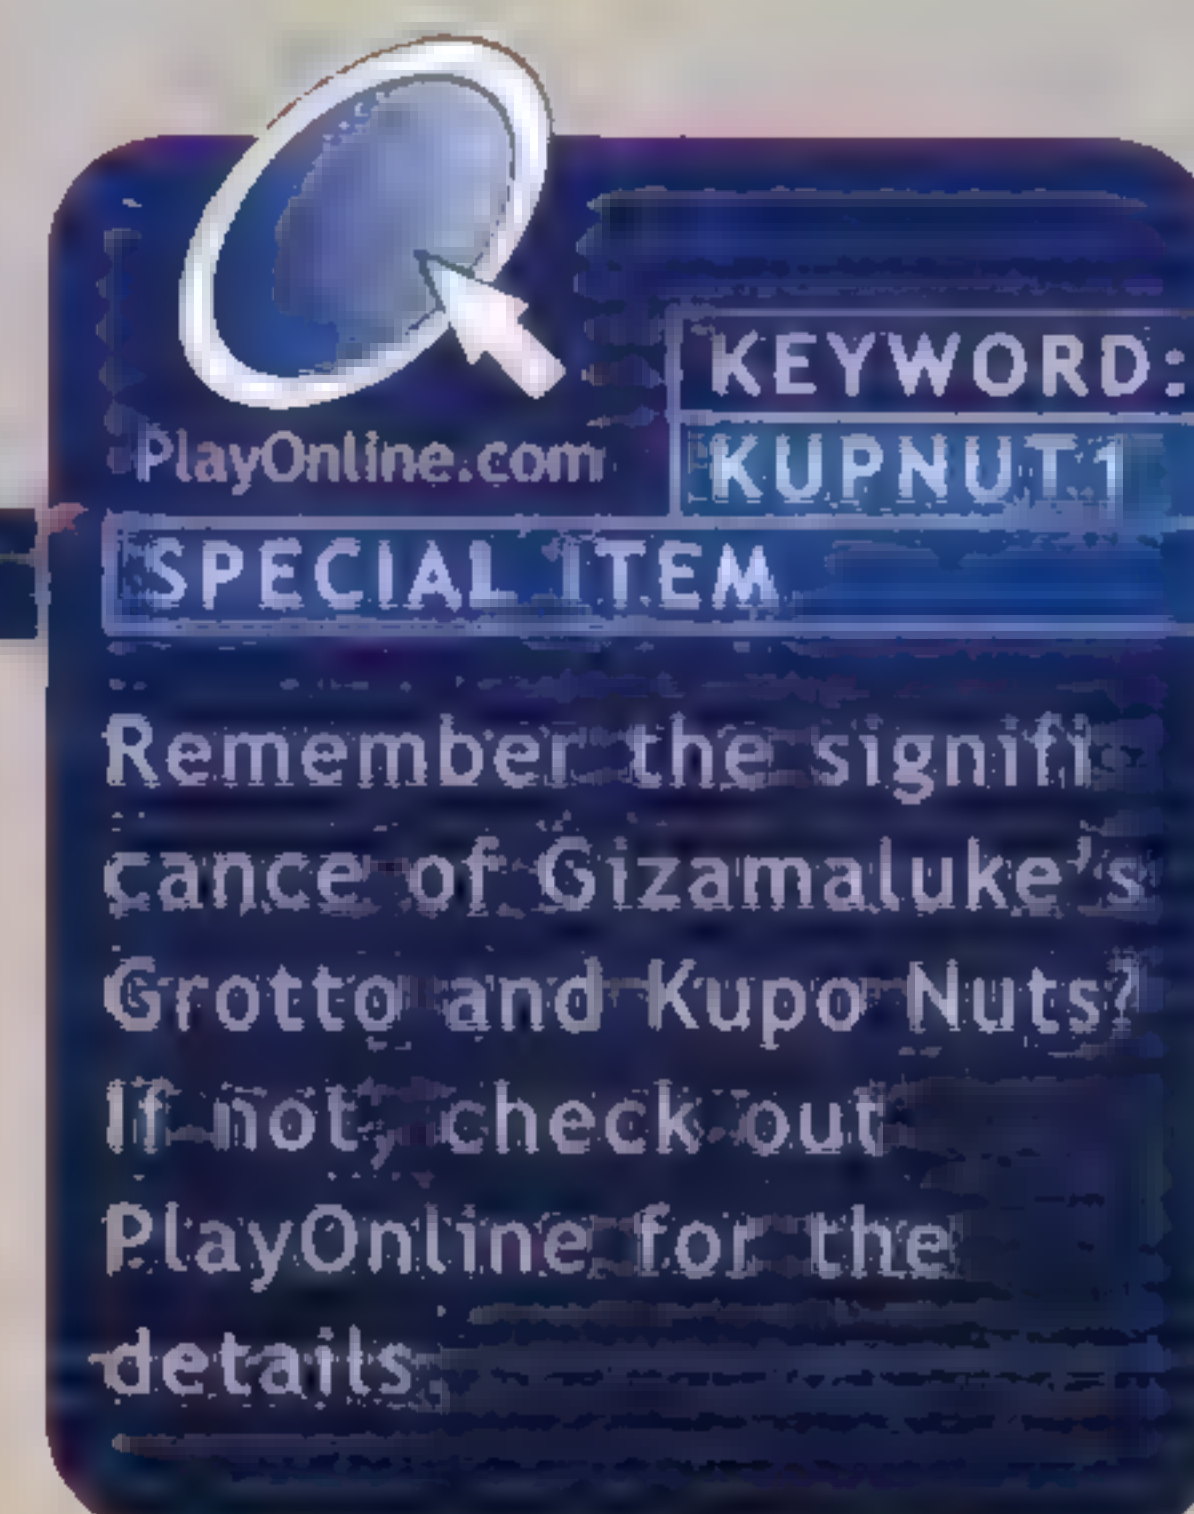 PlayOnline.com
KEYWORD:
KUPNUT1
SPECIAL ITEM
Remember the signifi
cance of Gizamaluke's
Grotto and Kupo Nuts?
If not, check out
PlayOnline for the
details.